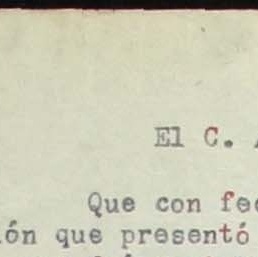 El C.
Que con fe
ón que presentó